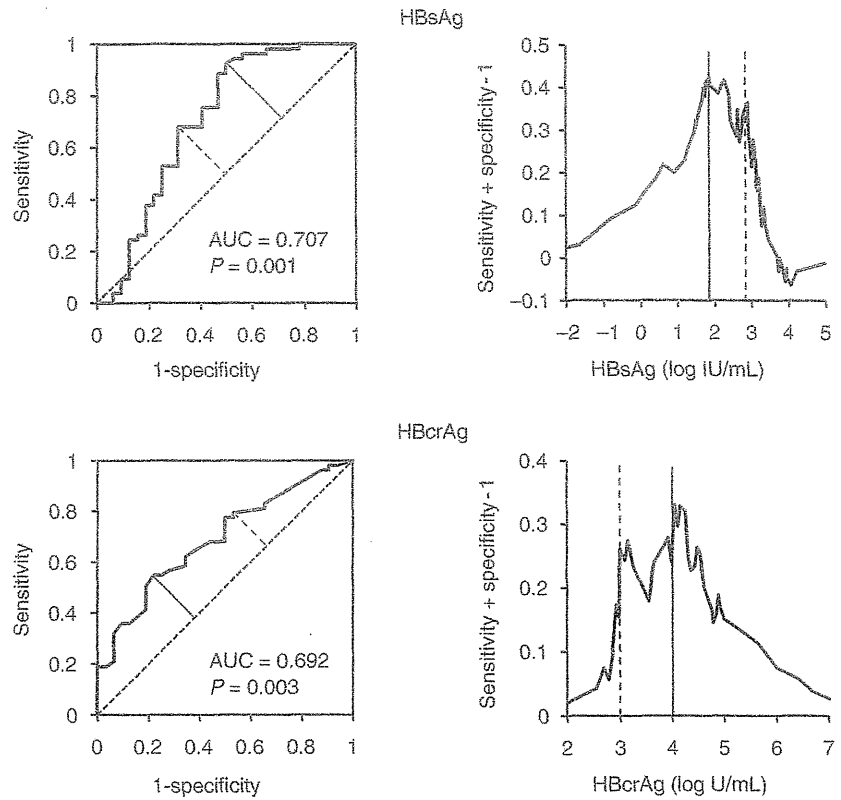 HBsAg
1
0.8
0.6
0.4
0.2
0
Sensitivity
AUC = 0.707
P = 0.001
0 0.2 0.4 0.6 0.8 1
1-specificity
0.5
0.4
0.3
0.2
0.1
0
−0.1
Sensitivity + specificity - 1
−2 −1 0 1 2 3 4 5
HBsAg (log IU/mL)
HBcrAg
1
0.8
0.6
0.4
0.2
0
Sensitivity
AUC = 0.692
P = 0.003
0 0.2 0.4 0.6 0.8 1
1-specificity
0.4
0.3
0.2
0.1
0
Sensitivity + specificity - 1
2 3 4 5 6 7
HBcrAg (log U/mL)